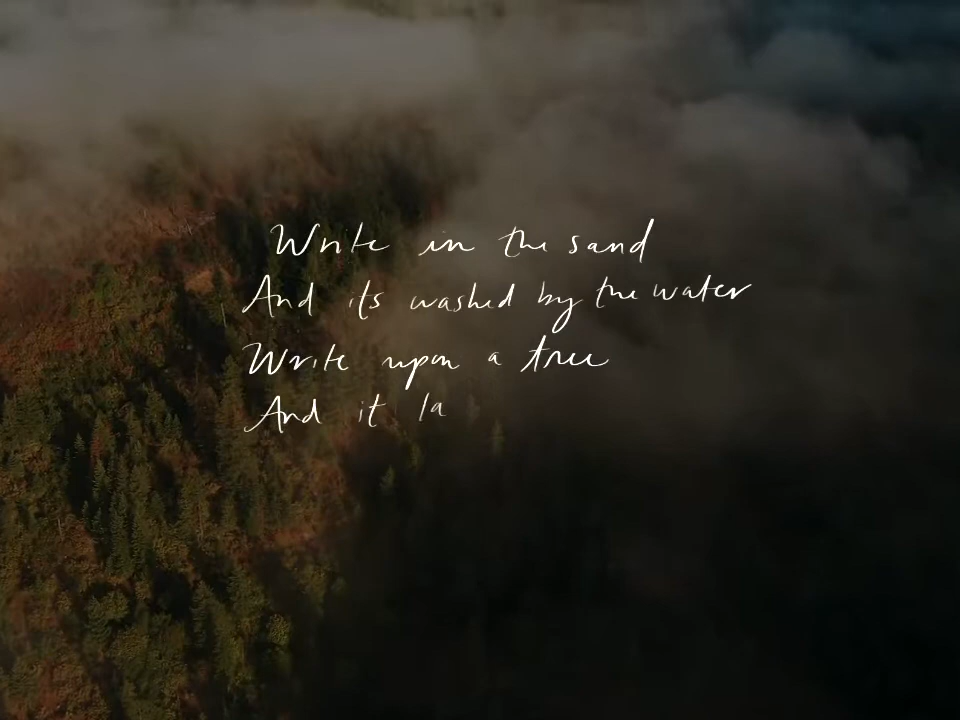 Write in the sand
And its washed by the water
Write upon a tree
And it la